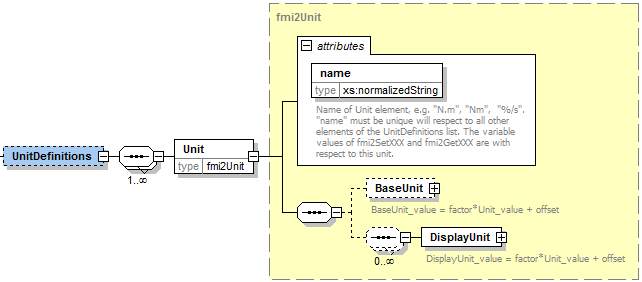 fmi2Unit
attributes
name
type xs:normalizedString
Name of Unit element, e.g. "N.m", "Nm", "%/s".
"name" must be unique will respect to all other
elements of the UnitDefinitions list. The variable
values of fmi2SetXXX and fmi2GetXXX are with
respect to this unit.
UnitDefinitions
1..∞
Unit
type fmi2Unit
BaseUnit
BaseUnit_value = factor*Unit_value + offset
DisplayUnit
0..∞
DisplayUnit_value = factor*Unit_value + offset